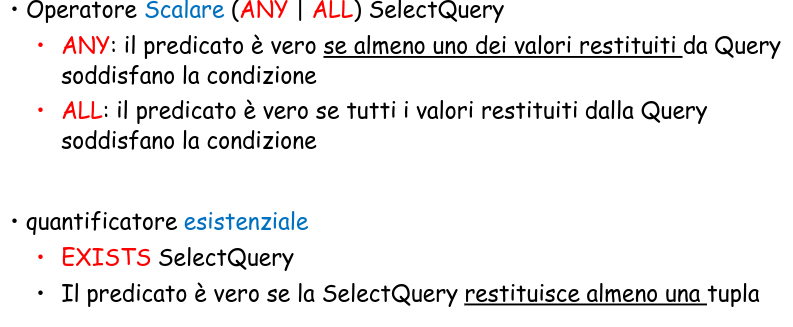 • Operatore Scalare (ANY | ALL) SelectQuery
• ANY: il predicato è vero se almeno uno dei valori restituiti da Query
soddisfano la condizione
• ALL: il predicato è vero se tutti i valori restituiti dalla Query
soddisfano la condizione
• quantificatore esistenziale
• EXISTS SelectQuery
• Il predicato è vero se la SelectQuery restituisce almeno una tupla